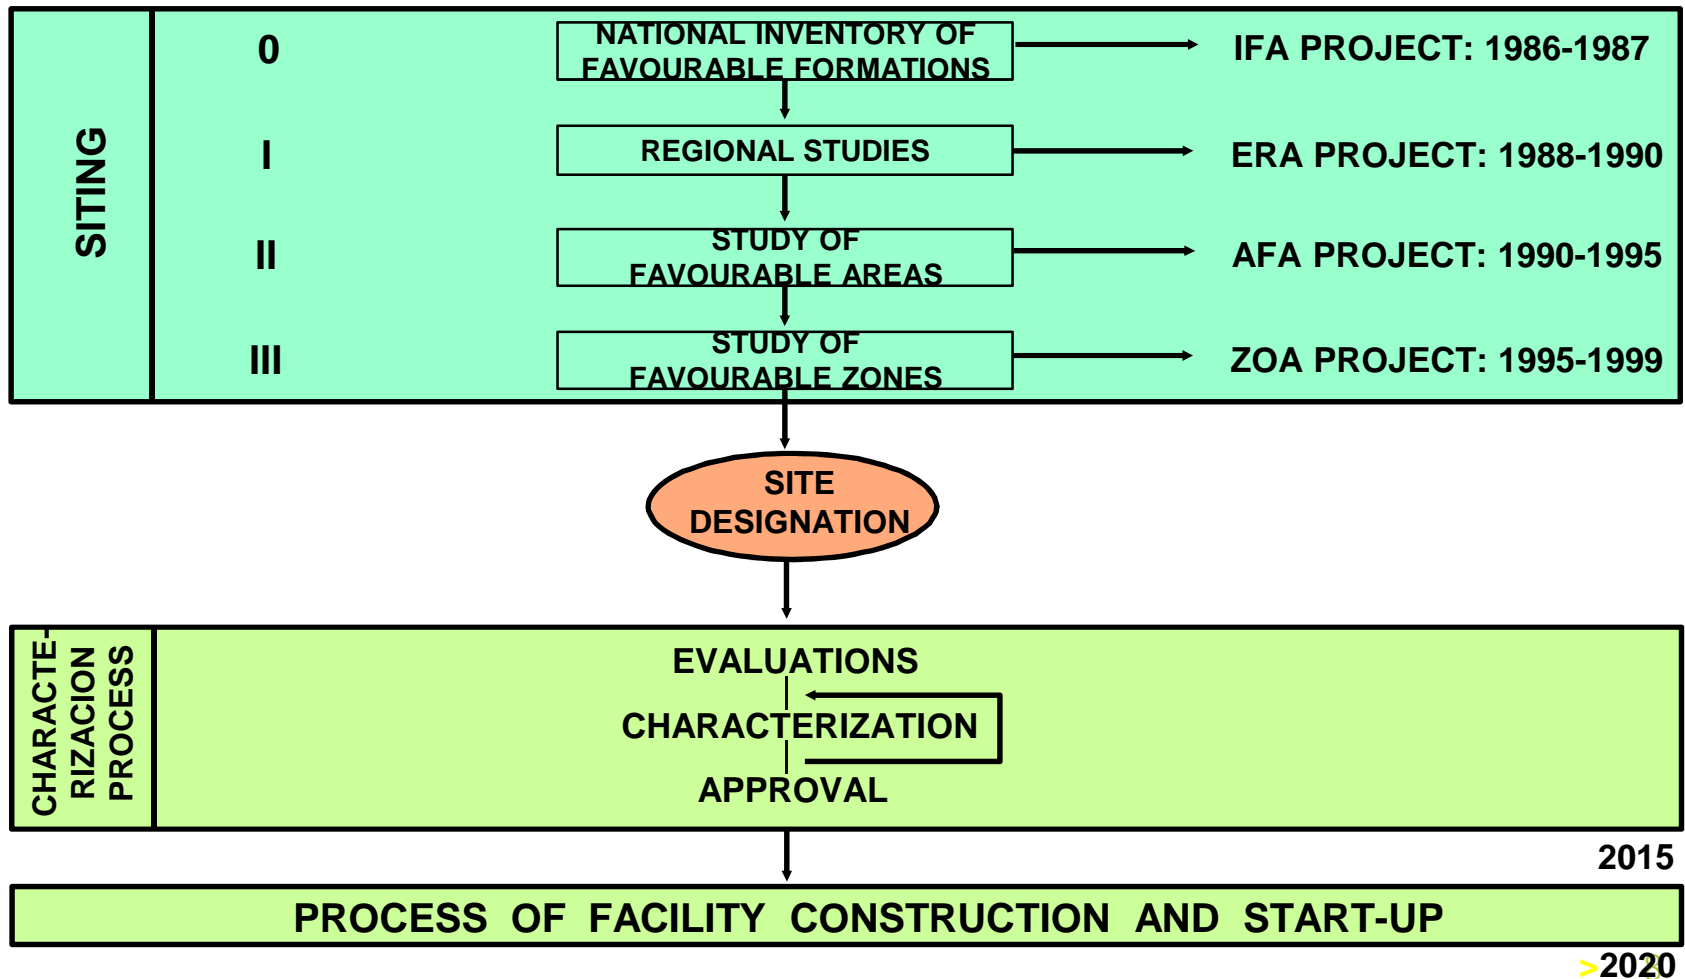 SITING
0
NATIONAL INVENTORY OF
FAVOURABLE FORMATIONS
IFA PROJECT: 1986-1987
I
REGIONAL STUDIES
ERA PROJECT: 1988-1990
II
STUDY OF
FAVOURABLE AREAS
AFA PROJECT: 1990-1995
III
STUDY OF
FAVOURABLE ZONES
ZOA PROJECT: 1995-1999
SITE
DESIGNATION
CHARACTE-
RIZACION
PROCESS
EVALUATIONS
CHARACTERIZATION
APPROVAL
2015
PROCESS OF FACILITY CONSTRUCTION AND START-UP
>2020